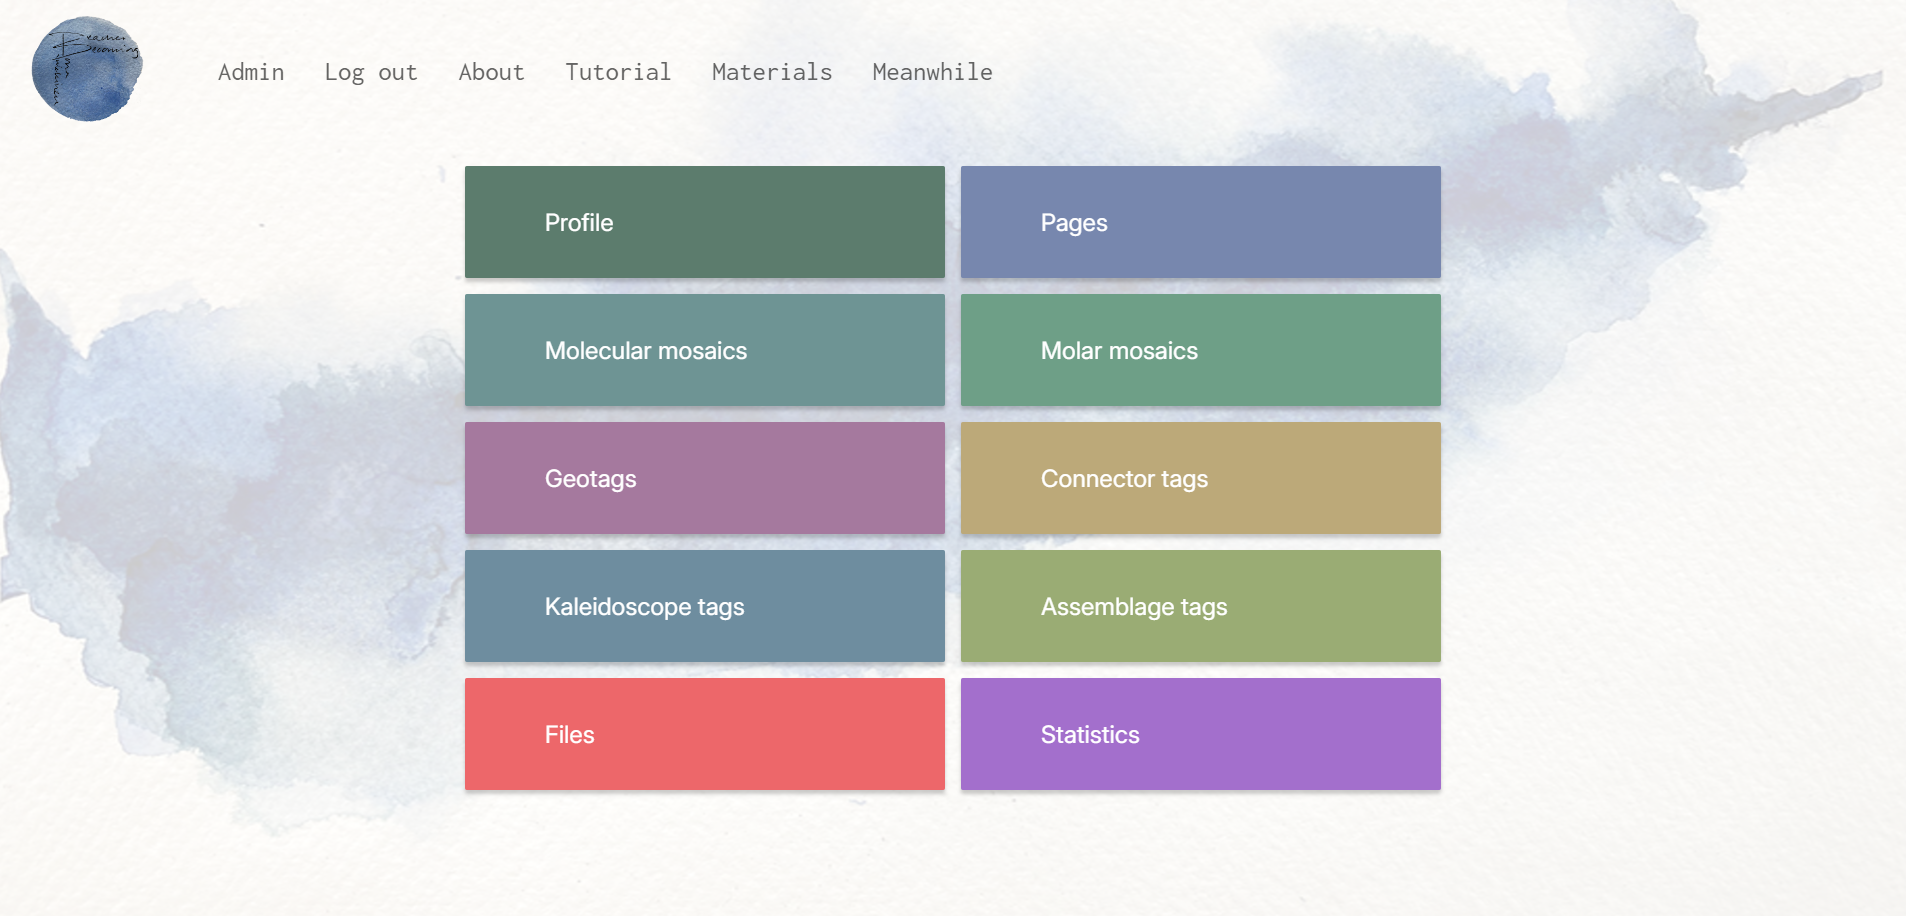 Becoming
Admin
Log out
About
Tutorial
Materials
Meanwhile
Profile
Pages
Molecular mosaics
Molar mosaics
Geotags
Connector tags
Kaleidoscope tags
Assemblage tags
Files
Statistics